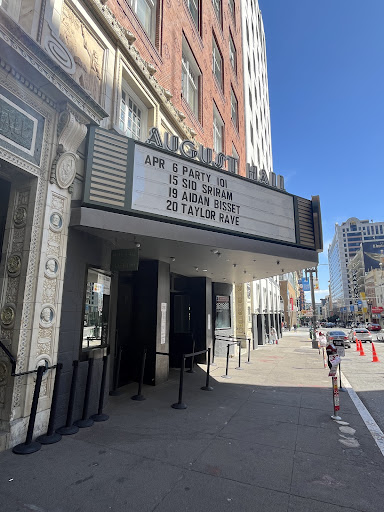 AUGUST HALL
APR 6 PARTY 101
15 SID SRIRAM
19 AIDAN BISSET
20 TAYLOR RAVE